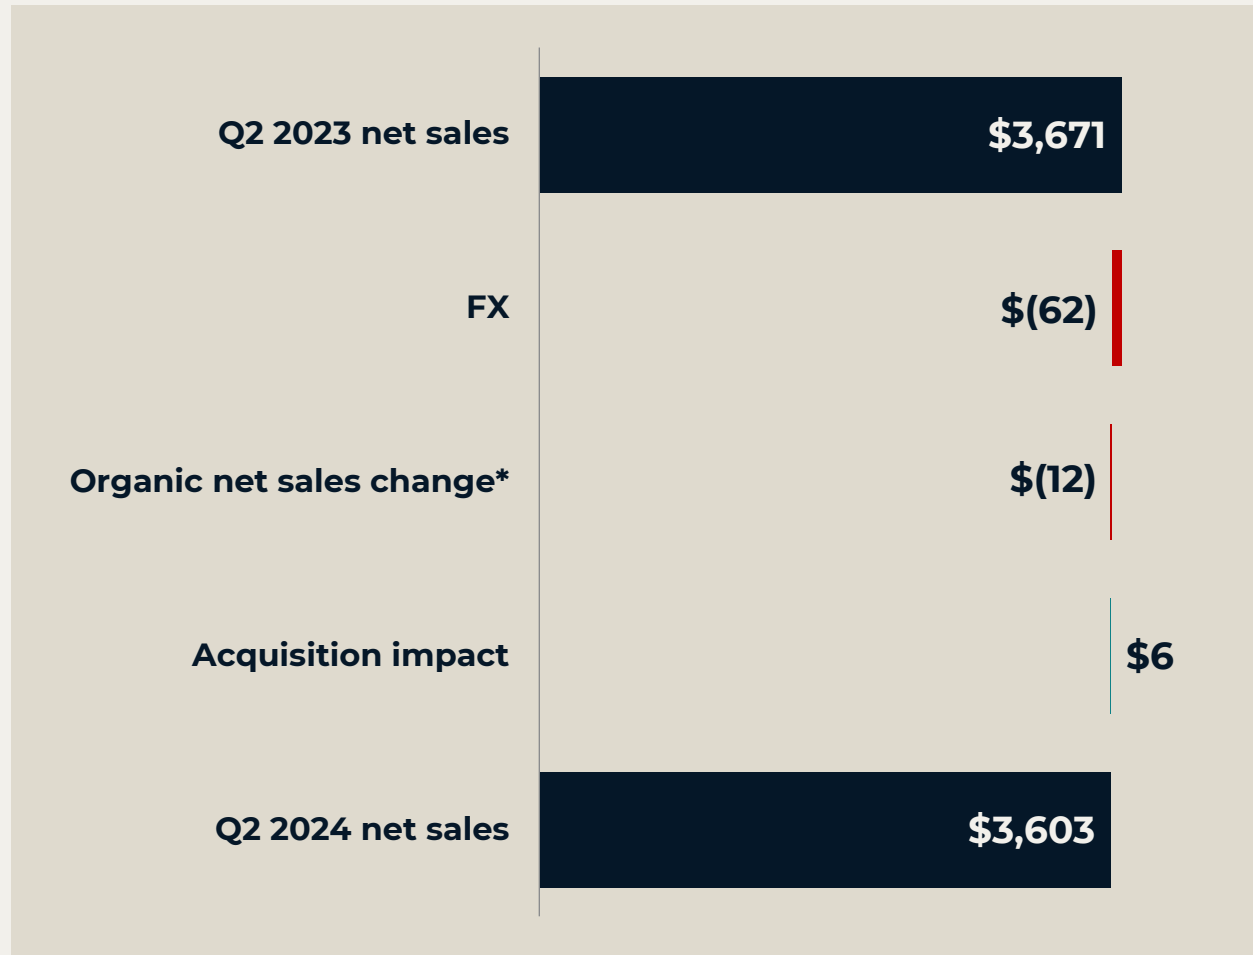 Q2 2023 net sales $3,671
FX $(62)
Organic net sales change* $(12)
Acquisition impact $6
Q2 2024 net sales $3,603